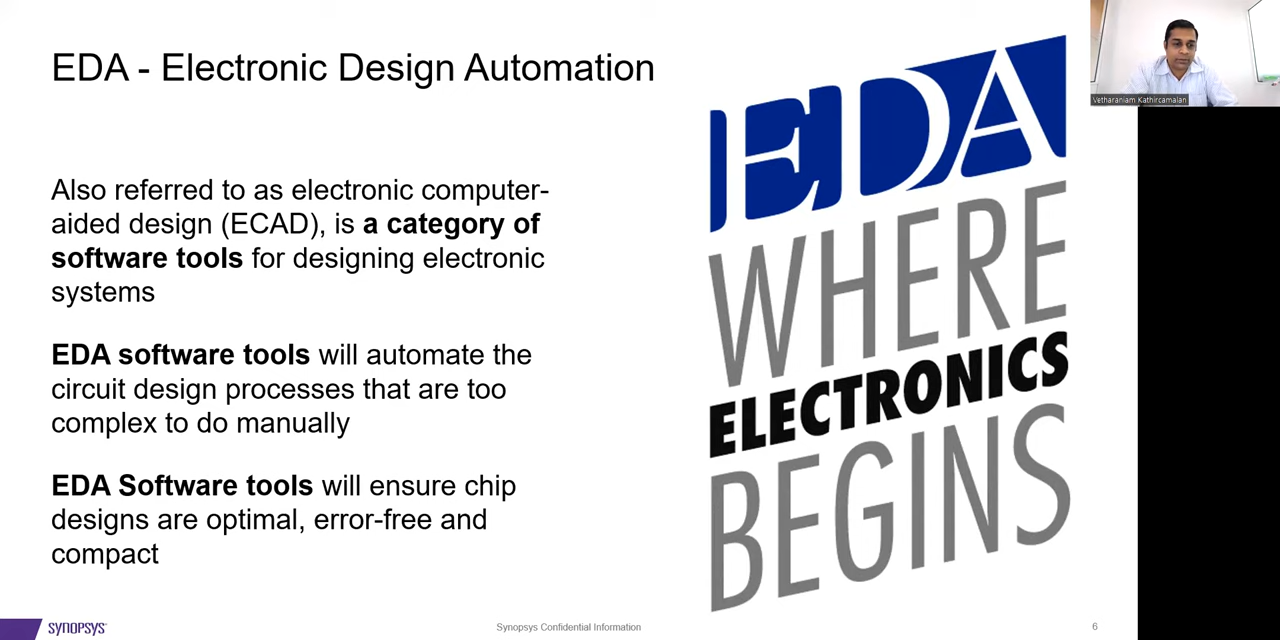 EDA - Electronic Design Automation
Also referred to as electronic computer-
aided design (ECAD), is a category of
software tools for designing electronic
systems
EDA software tools will automate the
circuit design processes that are too
complex to do manually
EDA Software tools will ensure chip
designs are optimal, error-free and
compact
EDA
WHERE
ELECTRONICS
BEGINS
Vetharaniam Kathircamalan
SYNOPSYS
Synopsys Confidential Information
6